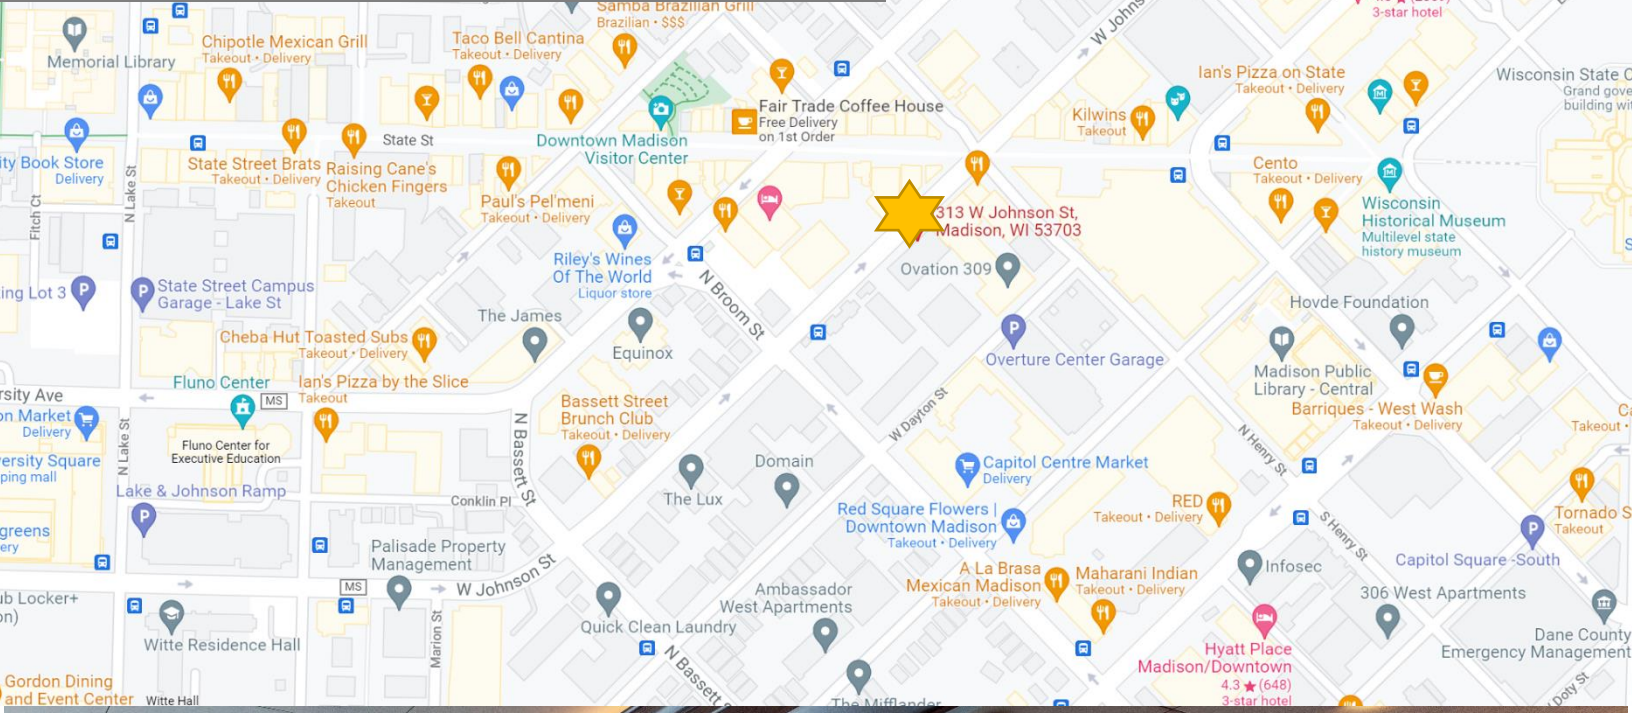 Samba Brazilian Grill
Brazilian • $$$
W Johns
3-star hotel
Memorial Library
Chipotle Mexican Grill
Takeout • Delivery
Taco Bell Cantina
Takeout • Delivery
Fair Trade Coffee House
Free Delivery
on 1st Order
Kilwins
Takeout
Ian's Pizza on State
Takeout • Delivery
Wisconsin State C
Grand gove
building wit
State St
Downtown Madison
Visitor Center
ity Book Store
Delivery
N Lake St
State Street Brats
Takeout • Delivery
Raising Cane's
Chicken Fingers
Takeout
Paul's Pel'meni
Takeout • Delivery
Cento
Takeout • Delivery
Wisconsin
Historical Museum
Multilevel state
history museum
Fitch Ct
313 W Johnson St,
Madison, WI 53703
Riley's Wines
Of The World
Liquor store
Ovation 309
N Broom St
ing Lot 3
P
P
State Street Campus
Garage - Lake St
The James
Equinox
P
Overture Center Garage
Hovde Foundation
Cheba Hut Toasted Subs
Takeout • Delivery
Madison Public
Library - Central
Barriques - West Wash
Takeout • Delivery
Fluno Center
Ian's Pizza by the Slice
Takeout
rsity Ave
MS
on Market
Delivery
Fluno Center for
Executive Education
N Lake St
Bassett Street
Brunch Club
Takeout • Delivery
N Bassett St
W Dayton St
N Henry St
Takeout •
ersity Square
ping mall
Lake & Johnson Ramp
P
Conklin Pl
The Lux
Domain
Capitol Centre Market
Delivery
Red Square Flowers |
Downtown Madison
Takeout • Delivery
RED
Takeout • Delivery
S Henry St
Tornado S
Takeout
P
Capitol Square -South
greens
ery
Palisade Property
Management
MS
W Johnson St
A La Brasa
Mexican Madison
Takeout • Delivery
Maharani Indian
Takeout • Delivery
Infosec
306 West Apartments
ub Locker+
on)
Witte Residence Hall
Marion St
Quick Clean Laundry
Ambassador
West Apartments
Hyatt Place
Madison/Downtown
4.3 ★ (648)
3-star hotel
Dane County
Emergency Management
Gordon Dining
and Event Center
Witte Hall
N Bassett S
The Mifflander
Doty St